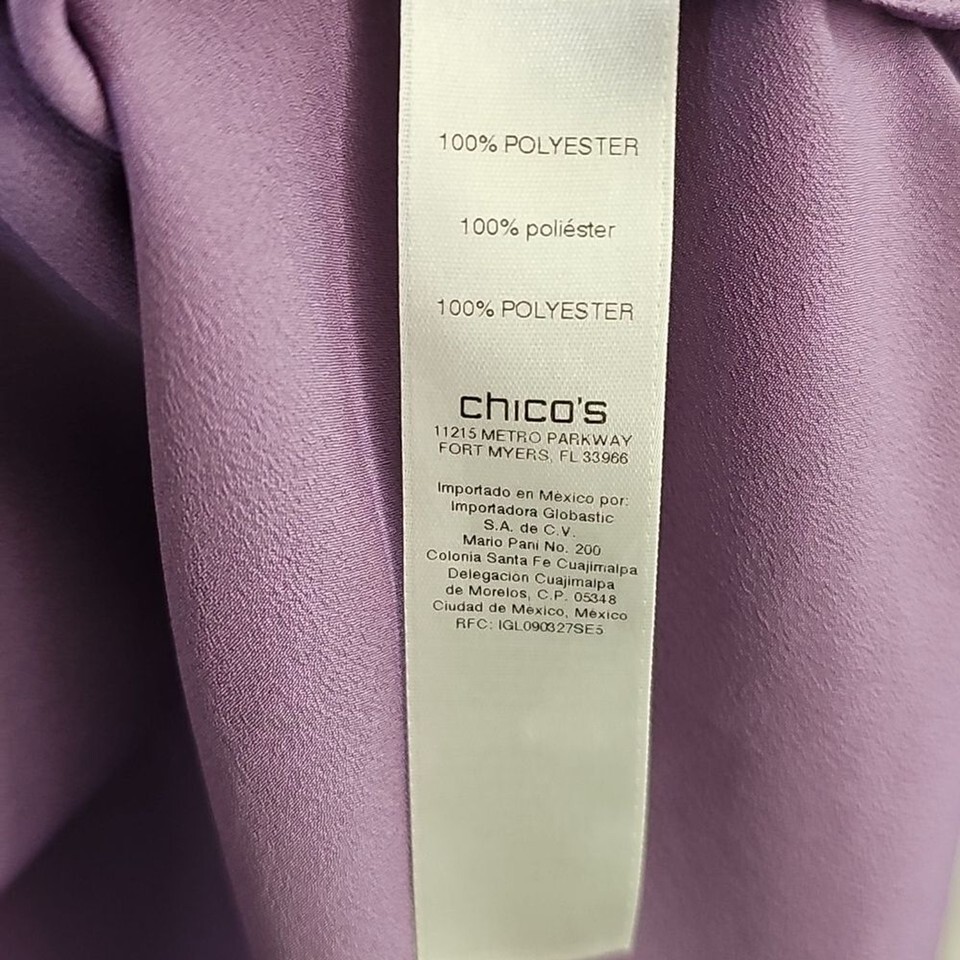 100% POLYESTER
100% poliéster
100% POLYESTER
chico's
11215 METRO PARKWAY
FORT MYERS, FL 33966
Importado en México por:
Importadora Globastic
S.A. de C.V.
Mario Pani No. 200
Colonia Santa Fe Cuajimalpa
Delegación Cuajimalpa
de Morelos, C.P. 05348
Ciudad de México, México
RFC: IGL090327SE5